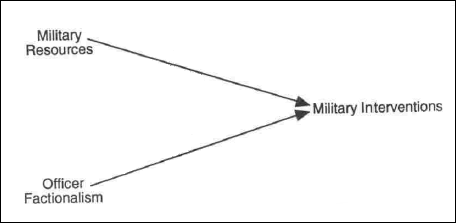 Military
Resources
Military Interventions
Officer
Factionalism